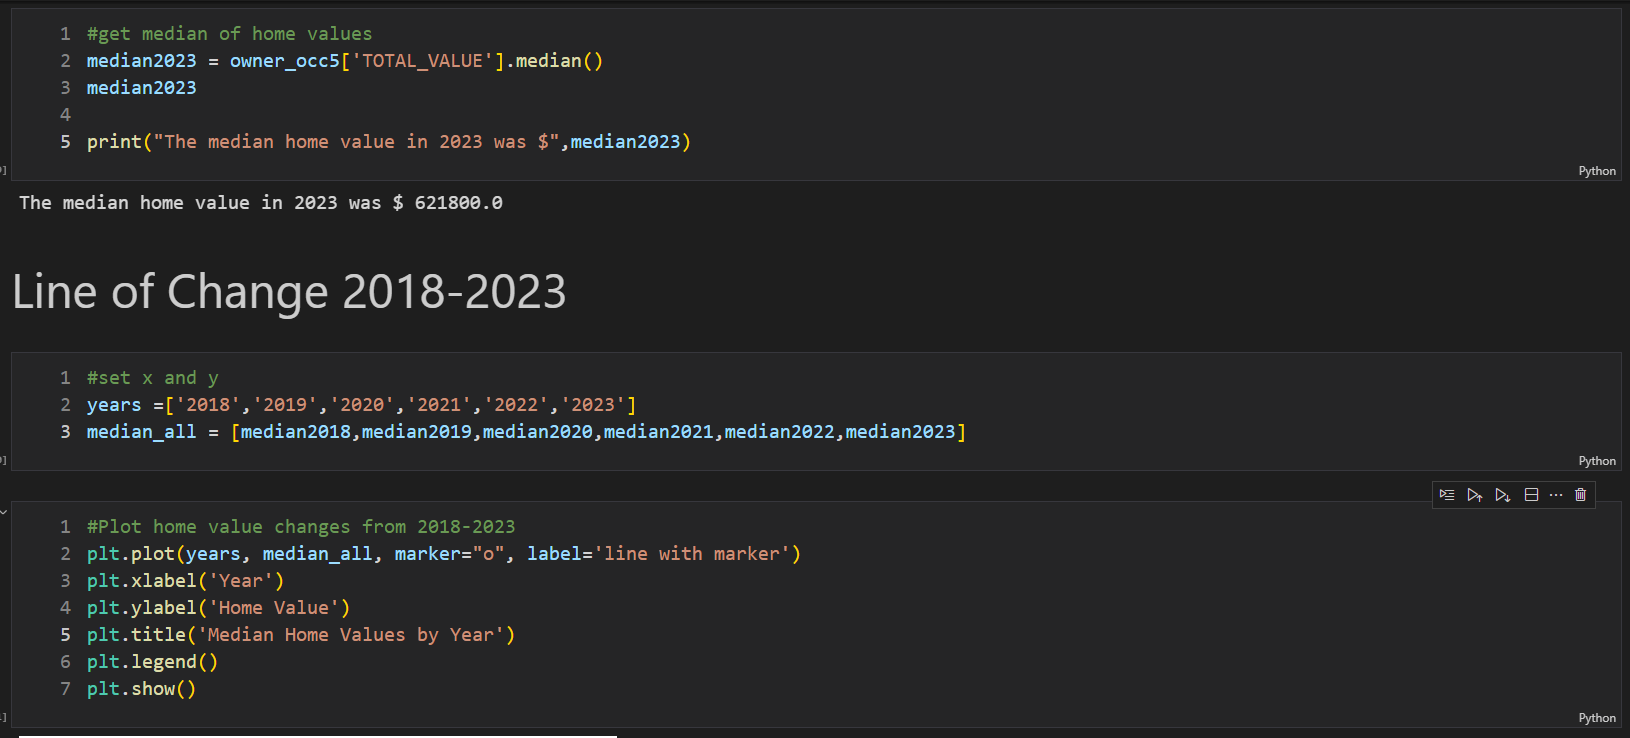 1 #get median of home values
2 median2023 = owner_occ5['TOTAL_VALUE'].median()
3 median2023
4
5 print("The median home value in 2023 was $",median2023)
Python
The median home value in 2023 was $ 621800.0
Line of Change 2018-2023
1 #set x and y
2 years =['2018','2019','2020','2021','2022','2023']
3 median_all = [median2018,median2019,median2020,median2021,median2022,median2023]
Python
1 #Plot home value changes from 2018-2023
2 plt.plot(years, median_all, marker="o", label='line with marker')
3 plt.xlabel('Year')
4 plt.ylabel('Home Value')
5 plt.title('Median Home Values by Year')
6 plt.legend()
7 plt.show()
Python